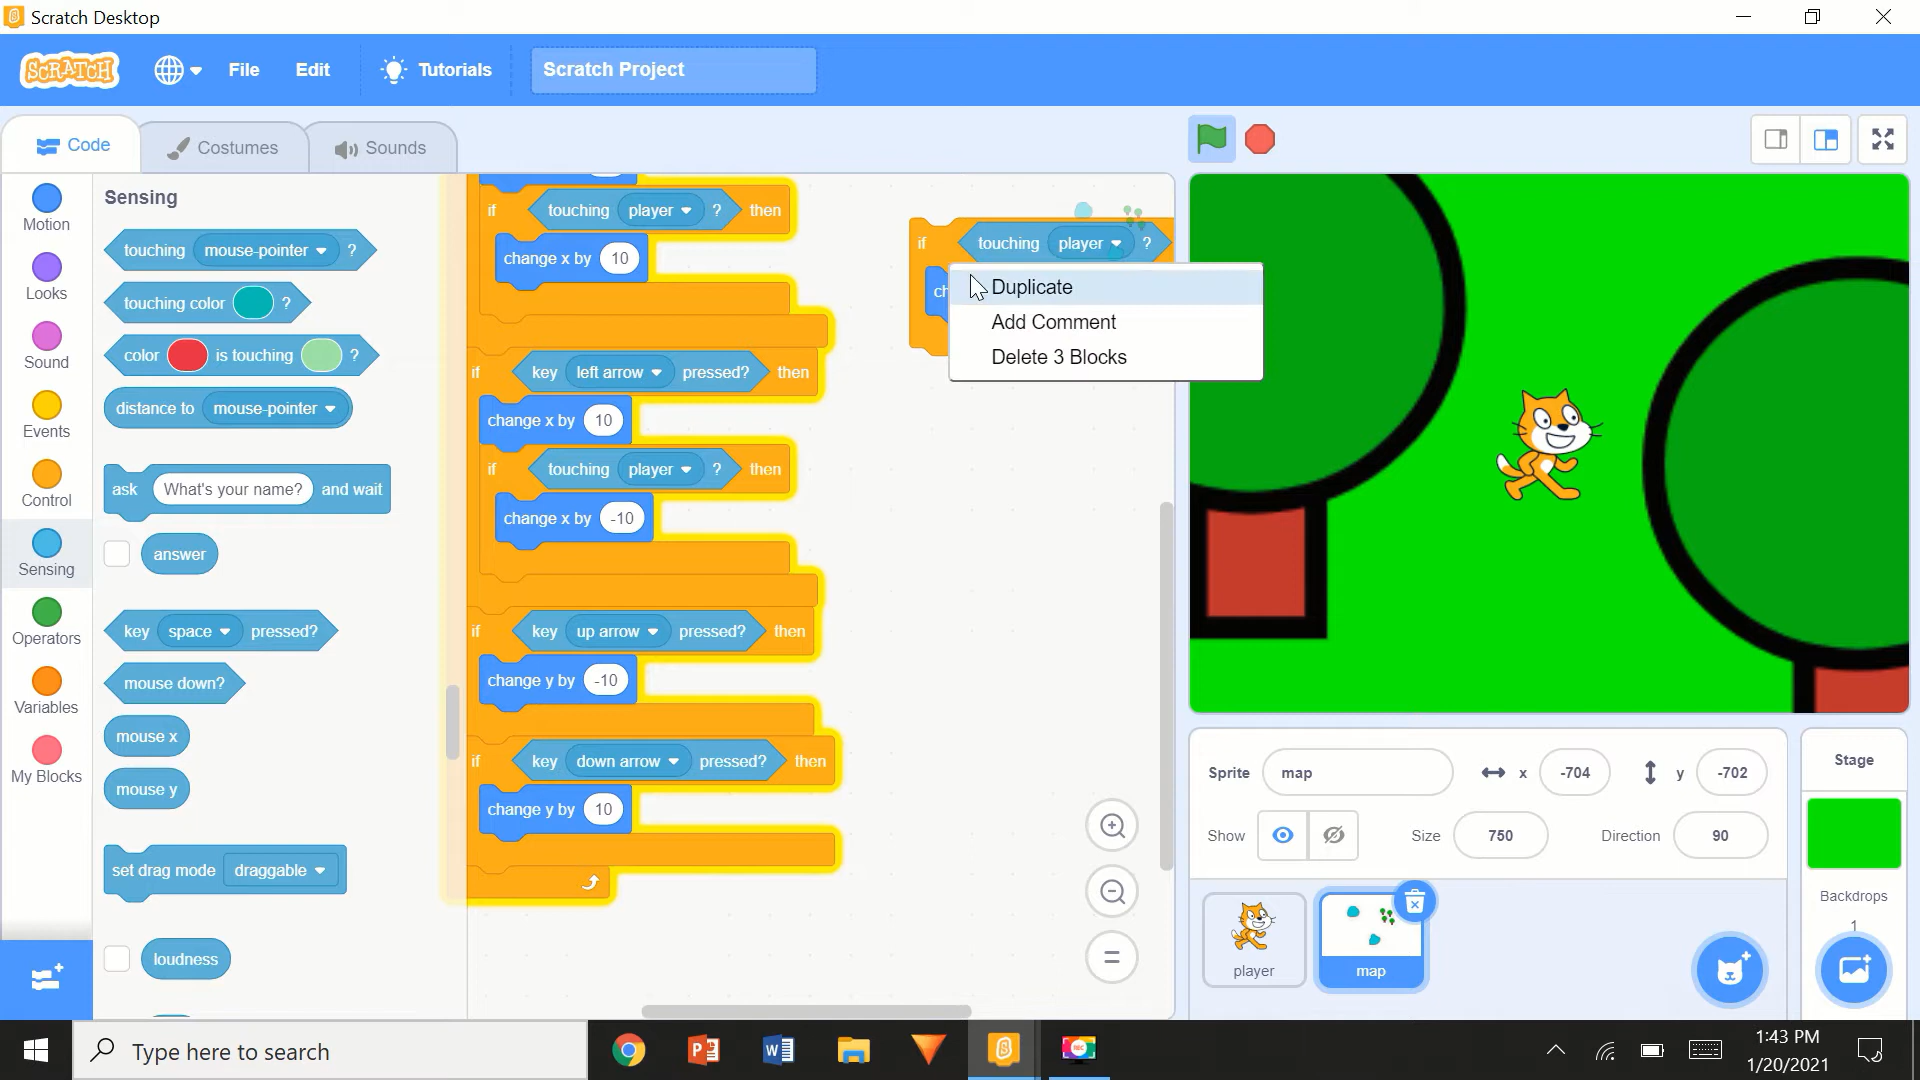 Scratch Desktop
SCRATCH
File
Edit
Tutorials
Scratch Project
Code
Costumes
Sounds
Motion
Looks
Sound
Events
Control
Sensing
Operators
Variables
My Blocks
Sensing
touching mouse-pointer ?
touching color ?
color is touching ?
distance to mouse-pointer
ask What's your name? and wait
answer
key space pressed?
mouse down?
mouse x
mouse y
set drag mode draggable
loudness
if touching player ? then
change x by 10
if key left arrow pressed? then
change x by 10
if touching player ? then
change x by -10
if key up arrow pressed? then
change y by -10
if key down arrow pressed? then
change y by 10
if touching player ?
ch
Duplicate
Add Comment
Delete 3 Blocks
Sprite map x -704 y -702
Show Size 750 Direction 90
player
map
Stage
Backdrops
1
Type here to search
1:43 PM
1/20/2021